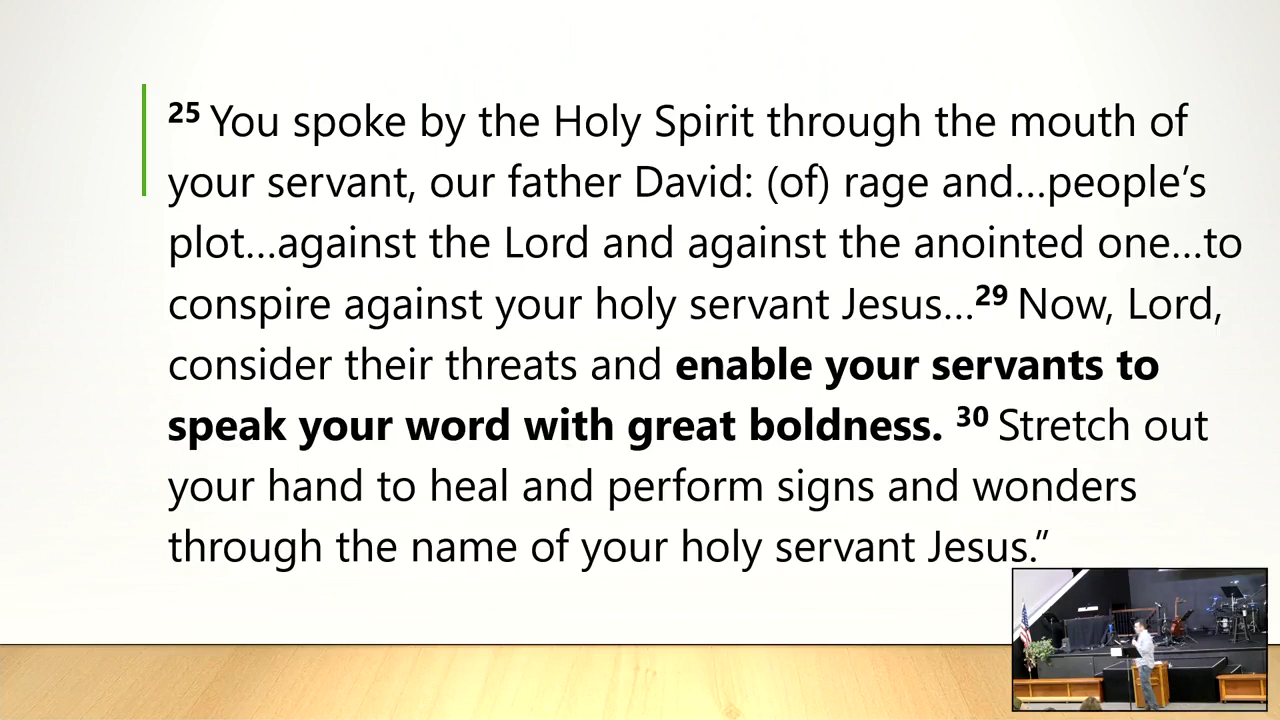 25 You spoke by the Holy Spirit through the mouth of
your servant, our father David: (of) rage and…people’s
plot…against the Lord and against the anointed one…to
conspire against your holy servant Jesus…29 Now, Lord,
consider their threats and enable your servants to
speak your word with great boldness. 30 Stretch out
your hand to heal and perform signs and wonders
through the name of your holy servant Jesus.”